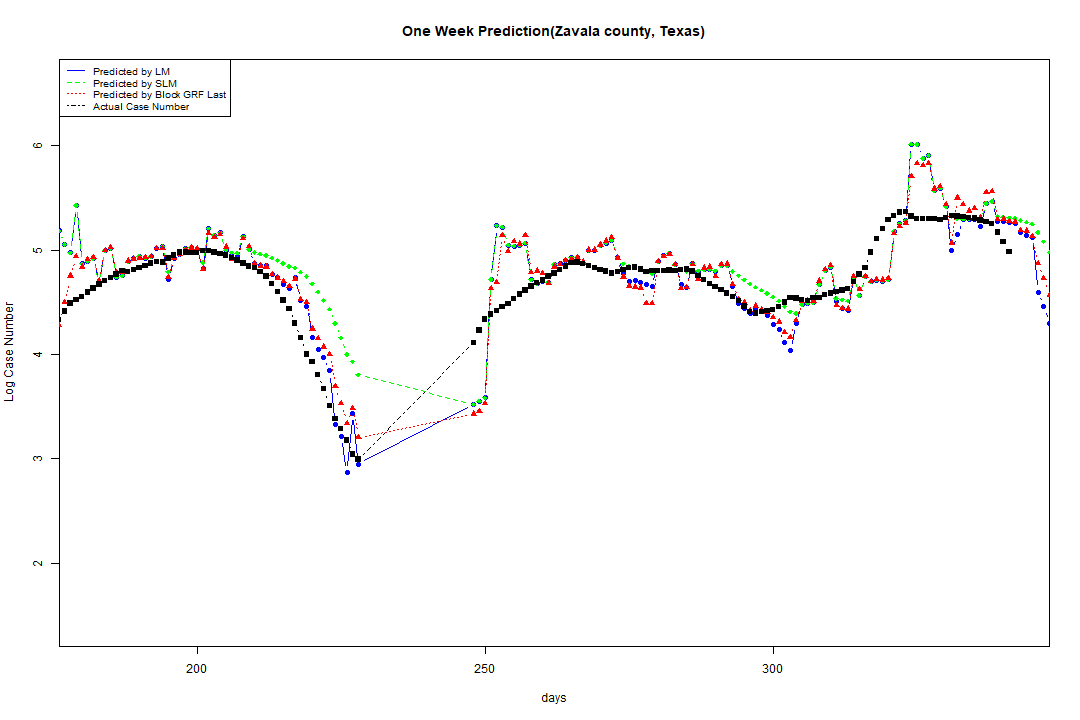 One Week Prediction(Zavala county, Texas)
Predicted by LM
Predicted by SLM
Predicted by Block GRF Last
Actual Case Number
6
5
4
3
2
Log Case Number
200 250 300
days